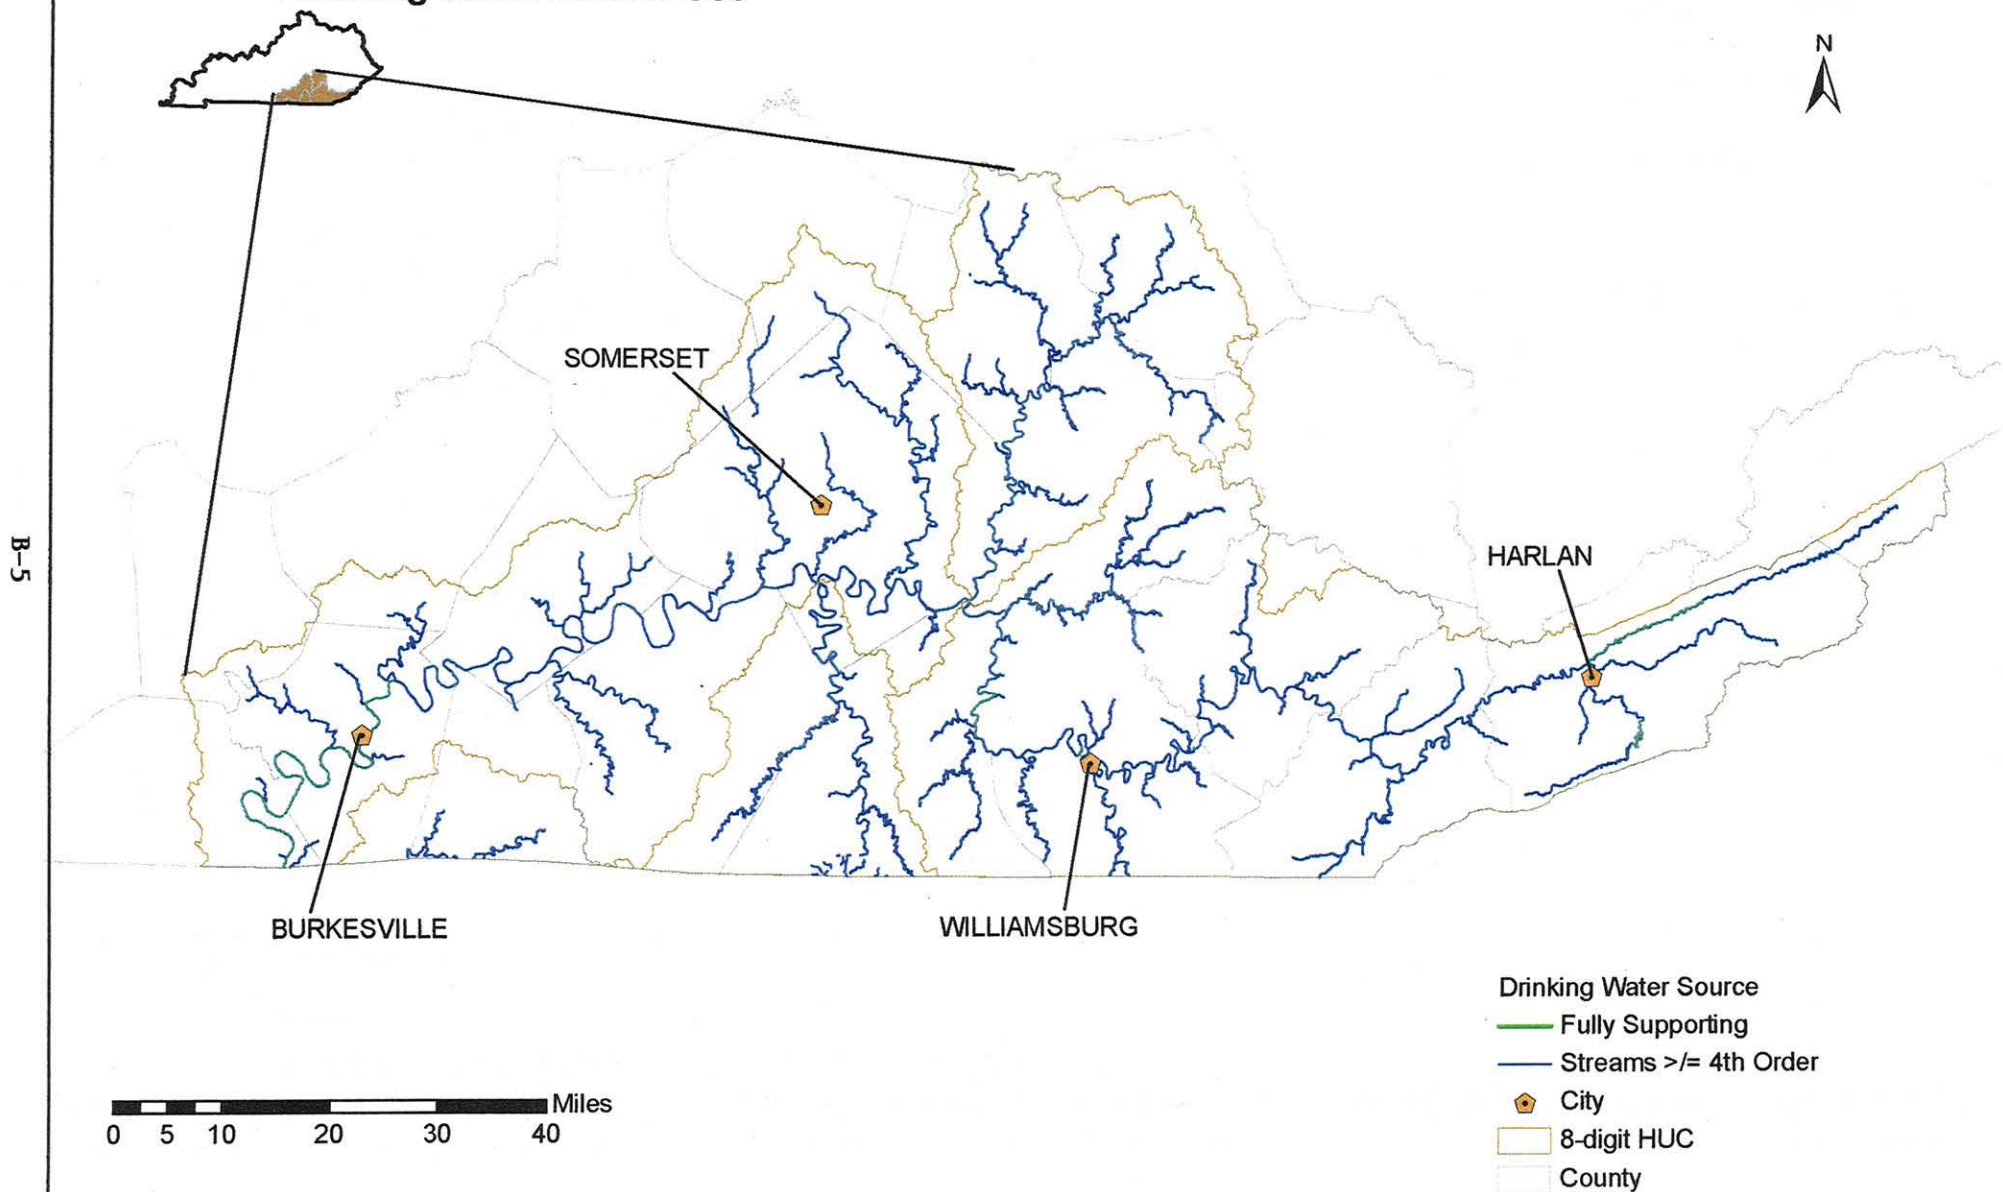 N
SOMERSET
HARLAN
B-5
BURKESVILLE
WILLIAMSBURG
Drinking Water Source
Fully Supporting
Streams >/= 4th Order
City
8-digit HUC
County
Miles
0 5 10 20 30 40